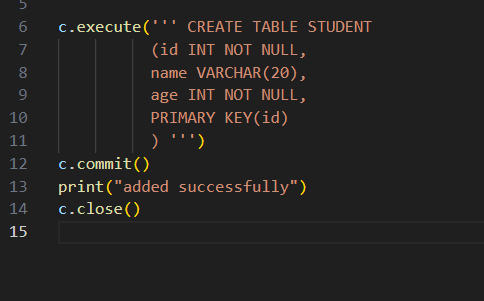 5
6 c.execute(''' CREATE TABLE STUDENT
7 (id INT NOT NULL,
8 name VARCHAR(20),
9 age INT NOT NULL,
10 PRIMARY KEY(id)
11 ) ''')
12 c.commit()
13 print("added successfully")
14 c.close()
15